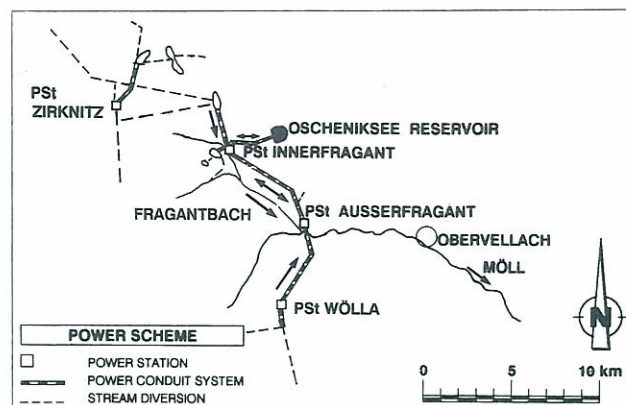 PSt
ZIRKNITZ
OSCHENIKSEE RESERVOIR
PSt INNERFRAGANT
FRAGANTBACH
PSt AUSSERFRAGANT
OBERVELLACH
MÖLL
PSt WÖLLA
POWER SCHEME
POWER STATION
POWER CONDUIT SYSTEM
STREAM DIVERSION
N
0 5 10 km